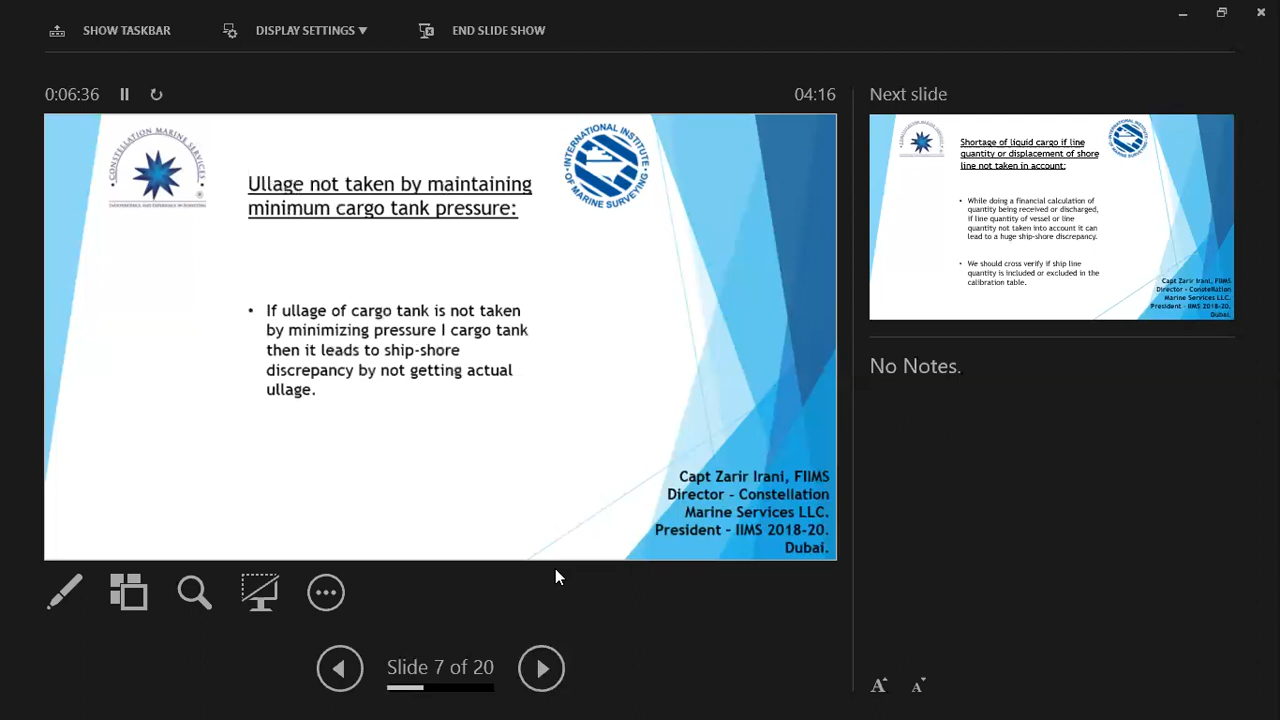 SHOW TASKBAR
DISPLAY SETTINGS ▼
END SLIDE SHOW
0:06:36
04:16
CONSTELLATION MARINE SERVICES
®
INTERNATIONAL INSTITUTE
OF MARINE SURVEYING
Ullage not taken by maintaining
minimum cargo tank pressure:
• If ullage of cargo tank is not taken
by minimizing pressure I cargo tank
then it leads to ship-shore
discrepancy by not getting actual
ullage.
Capt Zarir Irani, FIIMS
Director - Constellation
Marine Services LLC.
President - IIMS 2018-20.
Dubai.
Slide 7 of 20
Next slide
Shortage of liquid cargo if line
quantity or displacement of shore
line not taken in account:
• While doing a financial calculation of
quantity being received or discharged,
if line quantity of vessel or line
quantity not taken into account it can
lead to a huge ship-shore discrepancy.
• We should cross verify if ship line
quantity is included or excluded in the
calibration table.
Capt Zarir Irani, FIIMS
Director - Constellation
Marine Services LLC.
President - IIMS 2018-20.
Dubai.
No Notes.
A
A